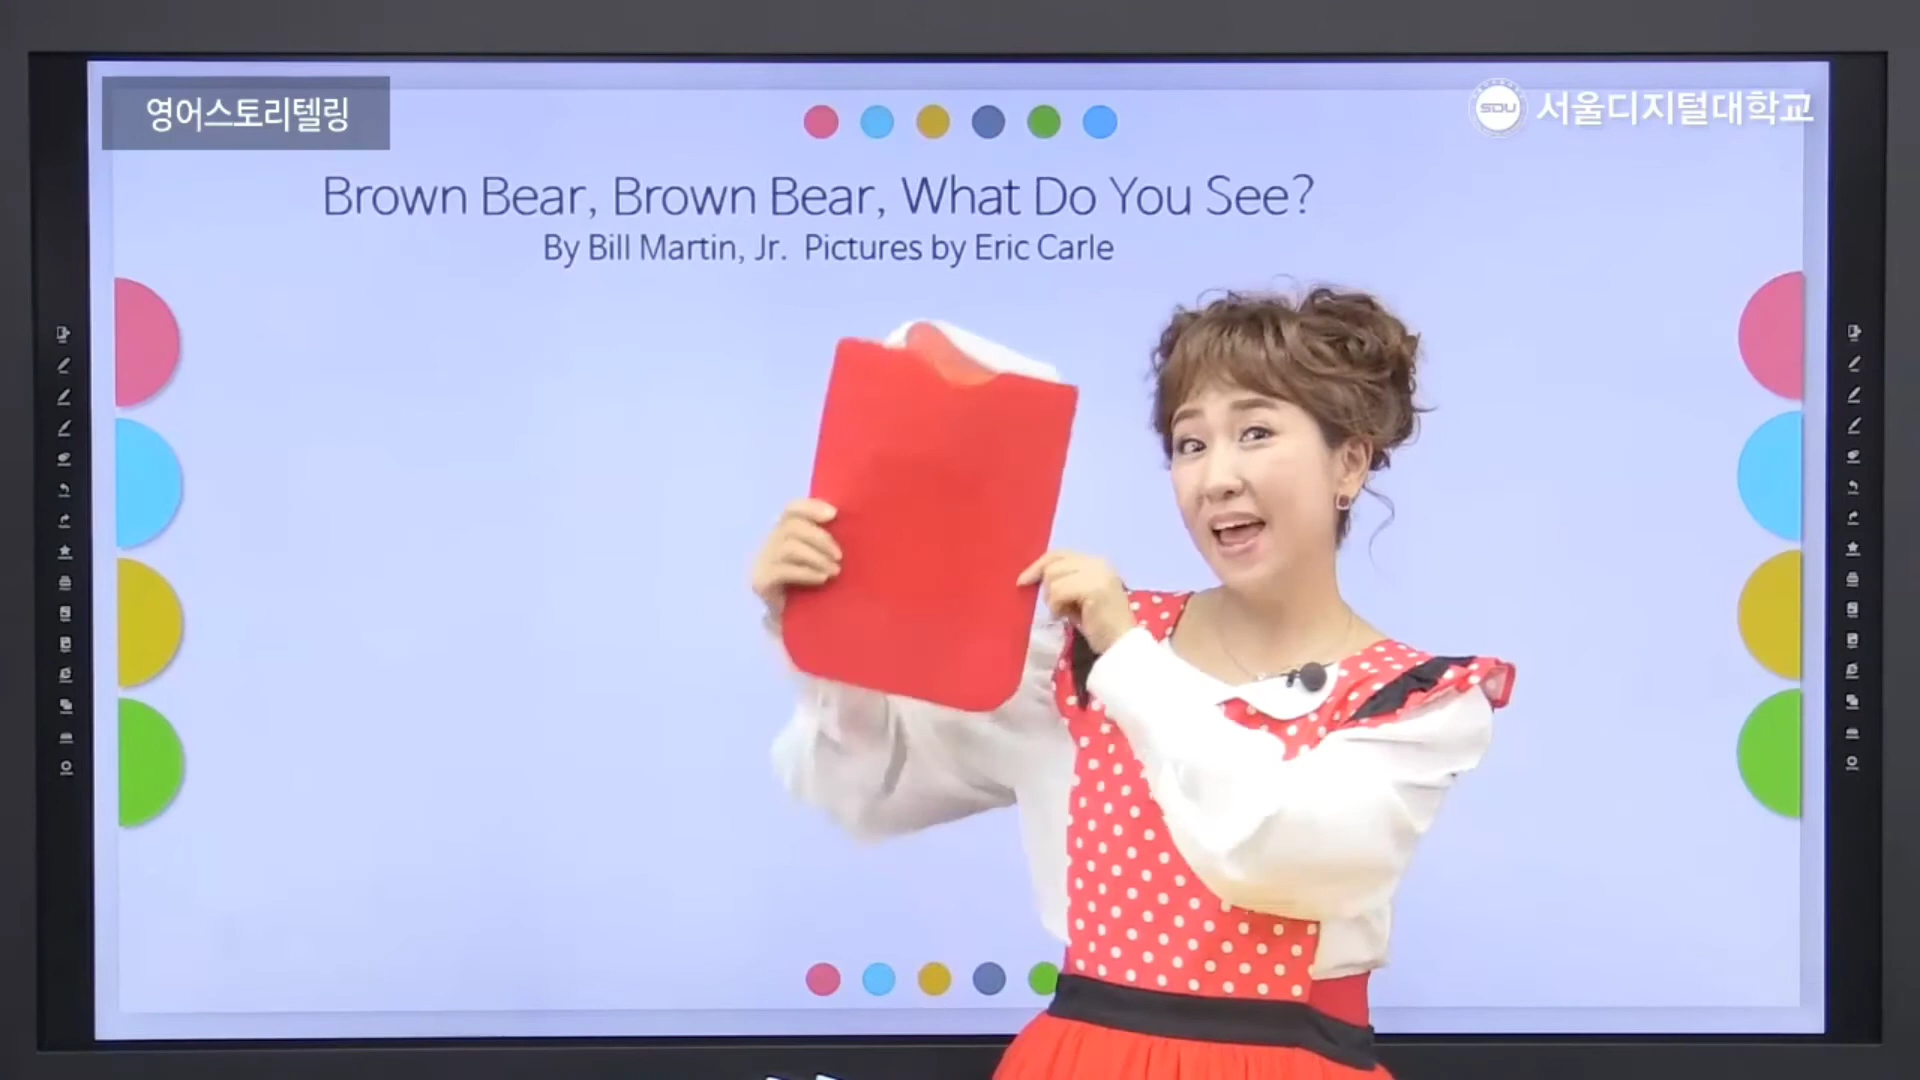 영어스토리텔링
SDU 서울디지털대학교
Brown Bear, Brown Bear, What Do You See?
By Bill Martin, Jr. Pictures by Eric Carle